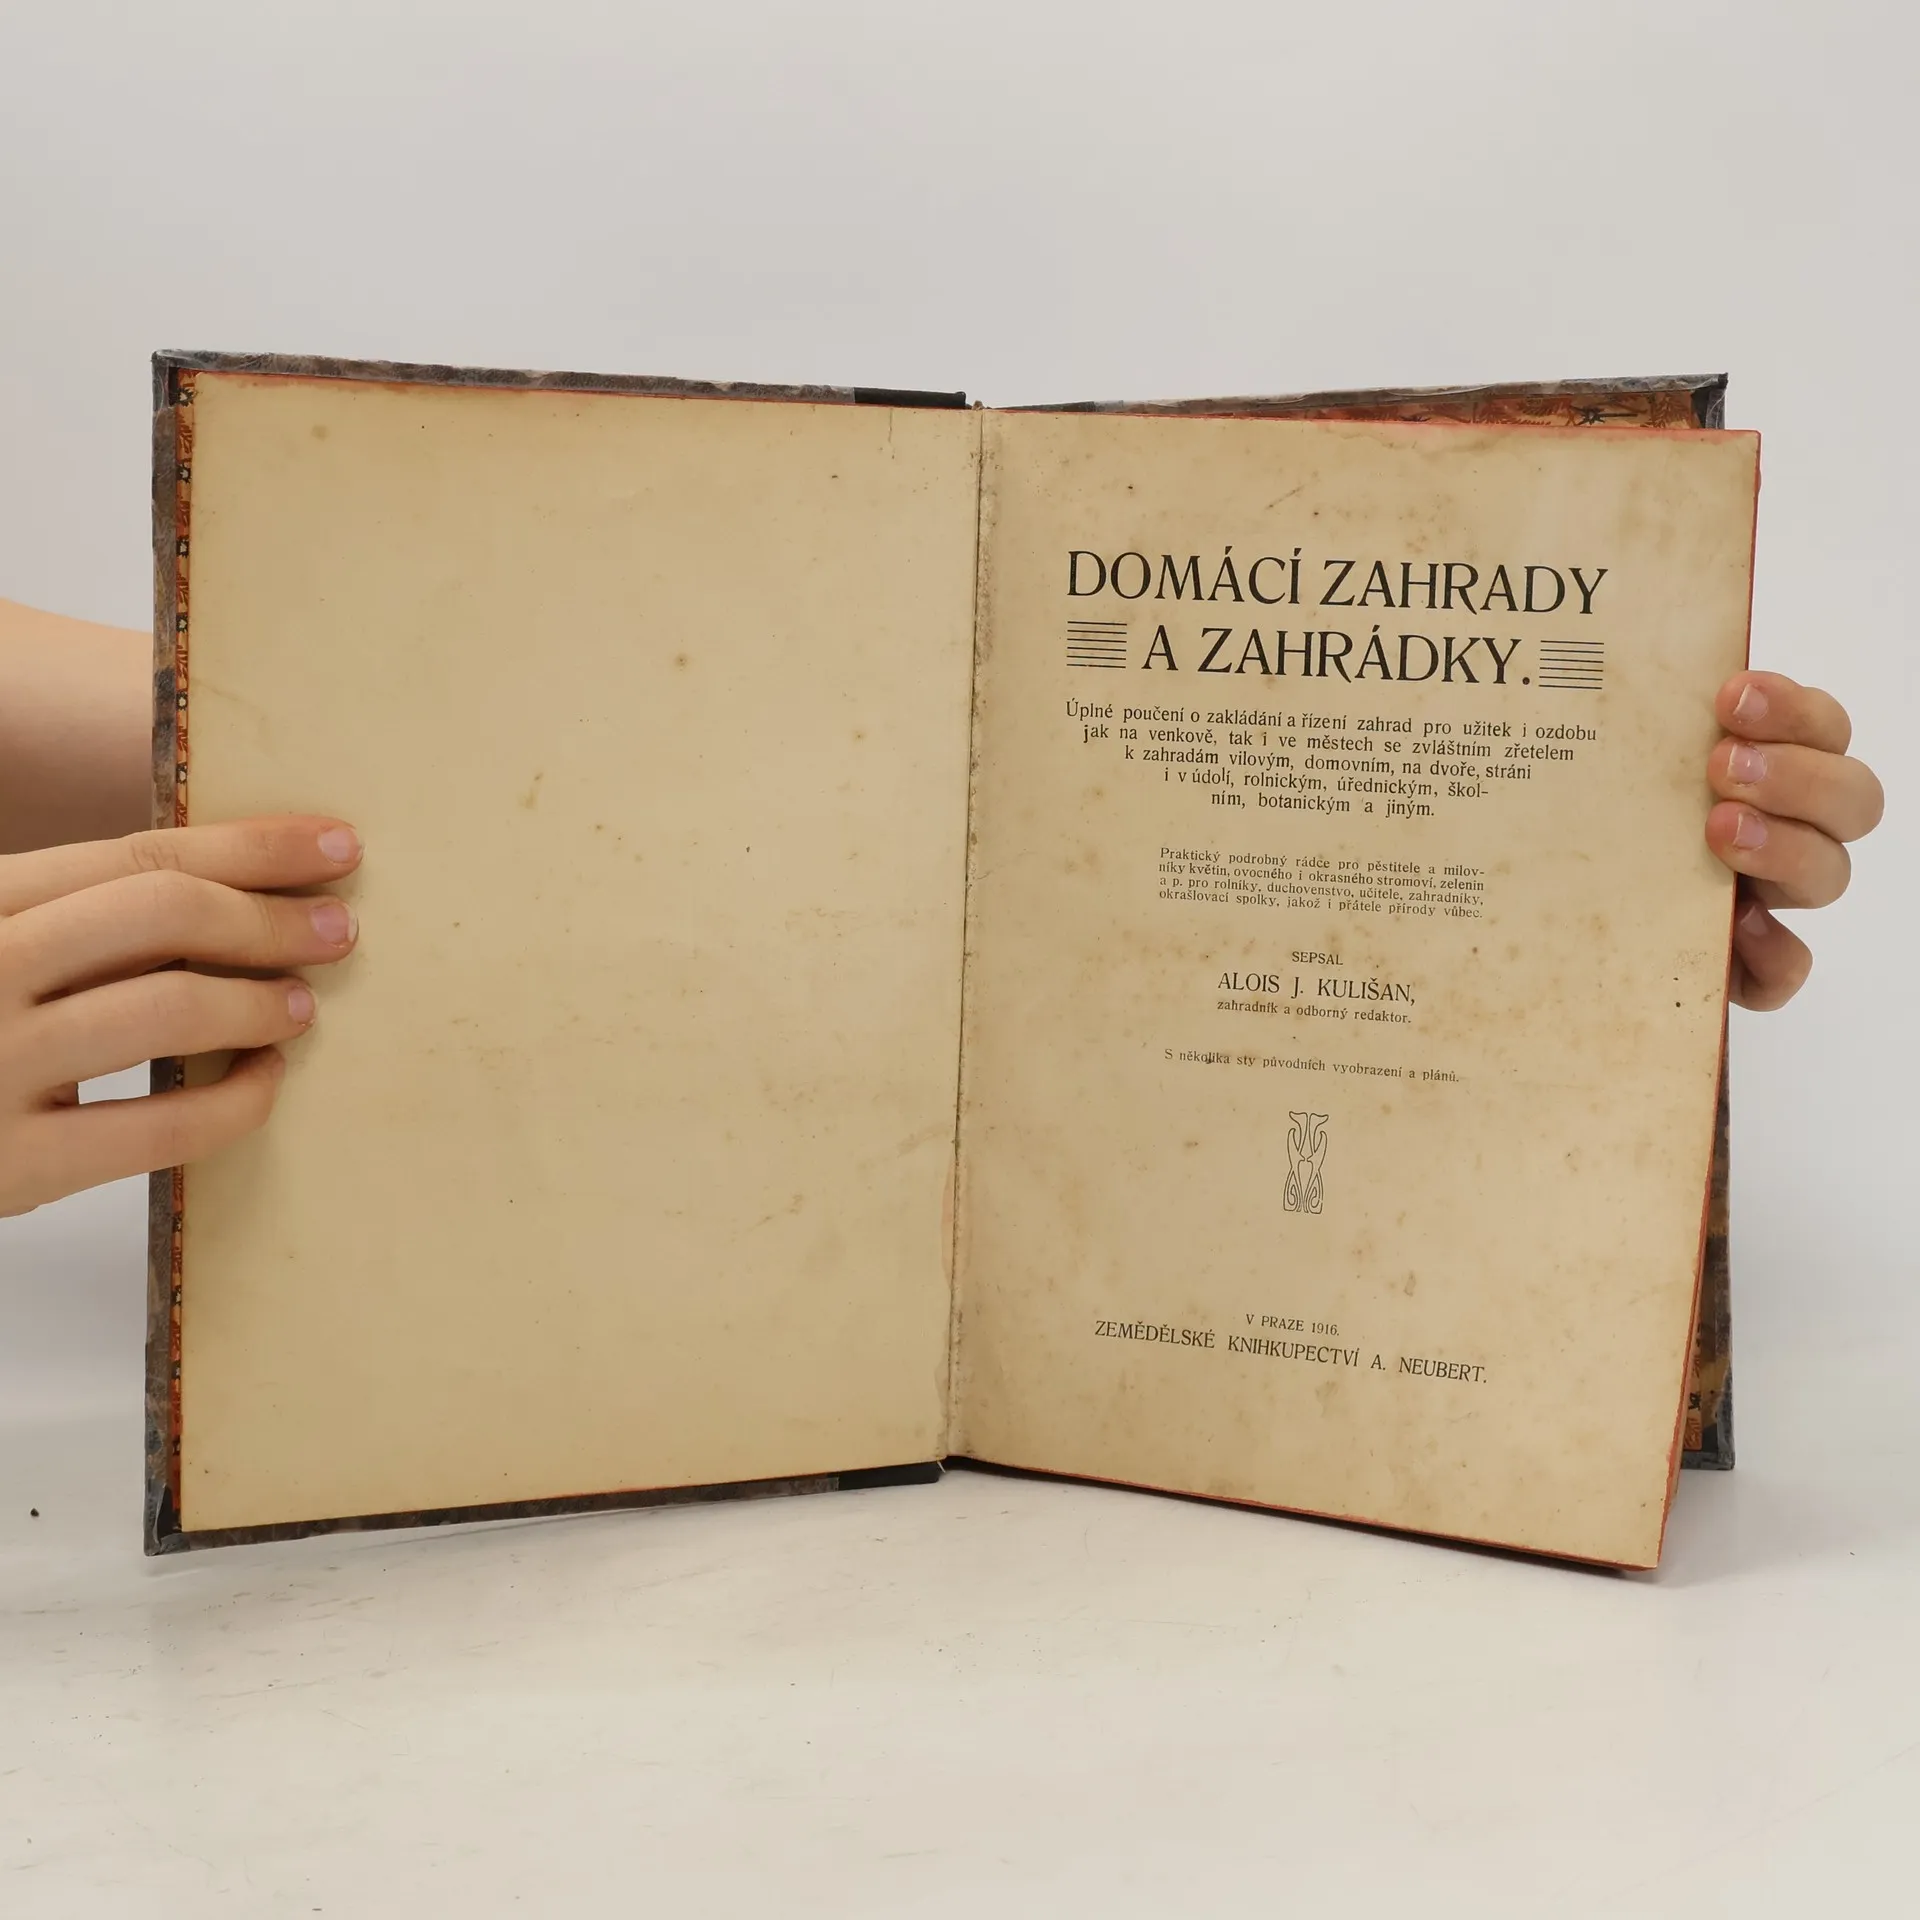 DOMÁCÍ ZAHRADY
A ZAHRÁDKY.
Úplné poučení o zakládání a řízení zahrad pro užitek i ozdobu
jak na venkově, tak i ve městech se zvláštním zřetelem
k zahradám vilovým, domovním, na dvoře, stráni
i v údolí, rolnickým, úřednickým, škol-
ním, botanickým a jiným.
Praktický podrobný rádce pro pěstitele a milov-
níky květin, ovocného i okrasného stromoví, zelenin
a p. pro rolníky, duchovenstvo, učitele, zahradníky,
okrašlovací spolky, jakož i přátele přírody vůbec.
SEPSAL
ALOIS J. KULIŠAN,
zahradník a odborný redaktor.
S několika sty původních vyobrazení a plánů.
V PRAZE 1916.
ZEMĚDĚLSKÉ KNIHKUPECTVÍ A. NEUBERT.